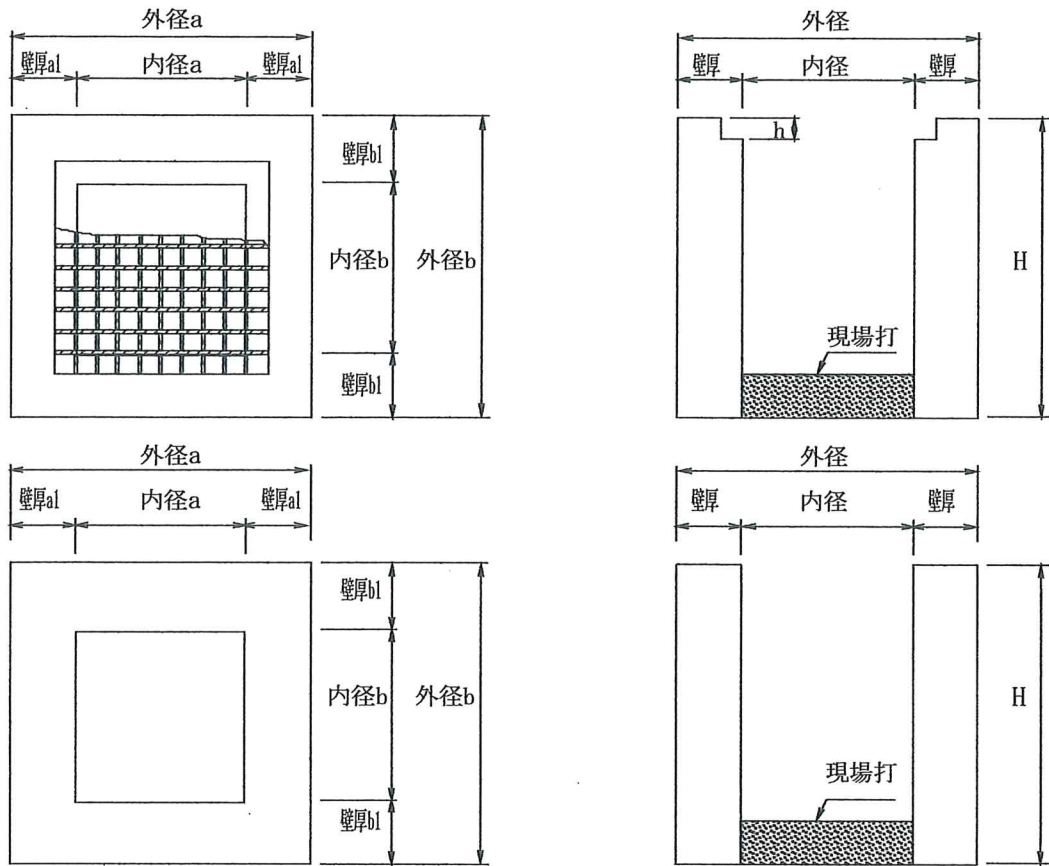 外径a
壁厚a1 内径a 壁厚a1
壁厚b1
内径b 外径b
壁厚b1
外径
壁厚 内径 壁厚
h
H
現場打
外径a
壁厚a1 内径a 壁厚a1
壁厚b1
内径b 外径b
壁厚b1
外径
壁厚 内径 壁厚
H
現場打